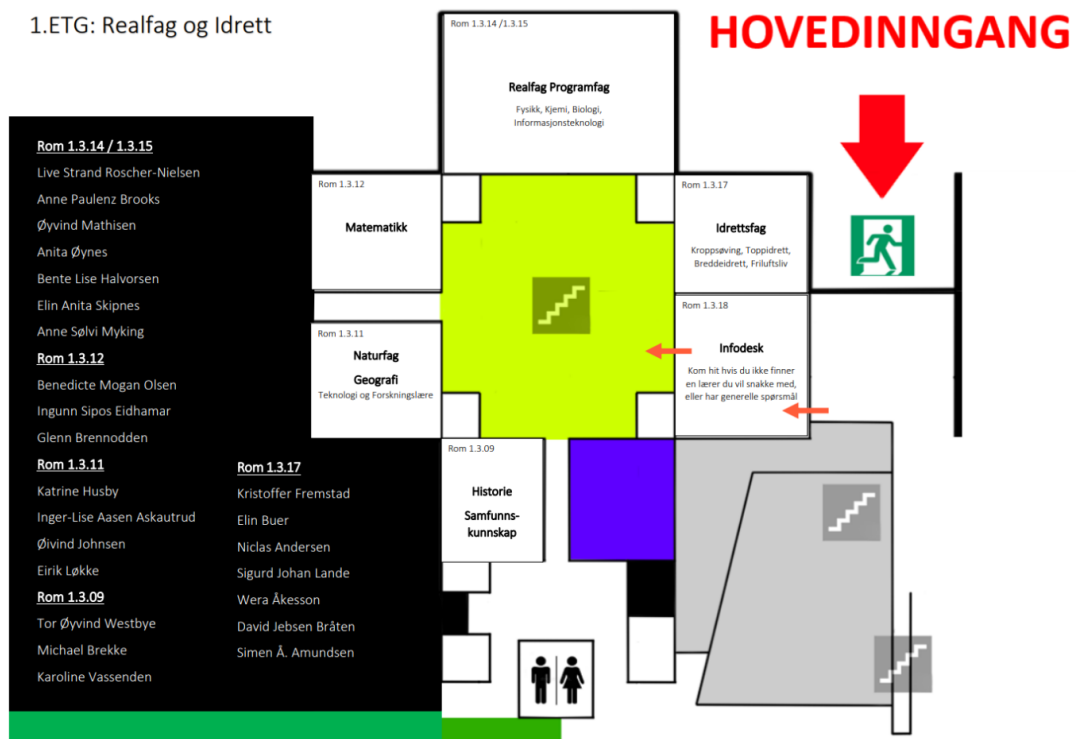 1.ETG: Realfag og Idrett
HOVEDINNGANG
Rom 1.3.14 /1.3.15
Realfag Programfag
Fysikk, Kjemi, Biologi,
Informasjonsteknologi
Rom 1.3.12
Matematikk
Rom 1.3.17
Idrettsfag
Kroppsøving, Toppidrett,
Breddeidrett, Friluftsliv
Rom 1.3.11
Naturfag
Geografi
Teknologi og Forskningslære
Rom 1.3.18
Infodesk
Kom hit hvis du ikke finner
en lærer du vil snakke med,
eller har generelle spørsmål
Rom 1.3.09
Historie
Samfunns-
kunnskap
Rom 1.3.14 / 1.3.15
Live Strand Roscher-Nielsen
Anne Paulenz Brooks
Øyvind Mathisen
Anita Øynes
Bente Lise Halvorsen
Elin Anita Skipnes
Anne Sølvi Myking
Rom 1.3.12
Benedicte Mogan Olsen
Ingunn Sipos Eidhamar
Glenn Brennodden
Rom 1.3.11
Katrine Husby
Inger-Lise Aasen Askautrud
Øivind Johnsen
Eirik Løkke
Rom 1.3.09
Tor Øyvind Westbye
Michael Brekke
Karoline Vassenden
Rom 1.3.17
Kristoffer Fremstad
Elin Buer
Niclas Andersen
Sigurd Johan Lande
Wera Åkesson
David Jebsen Bråten
Simen Å. Amundsen